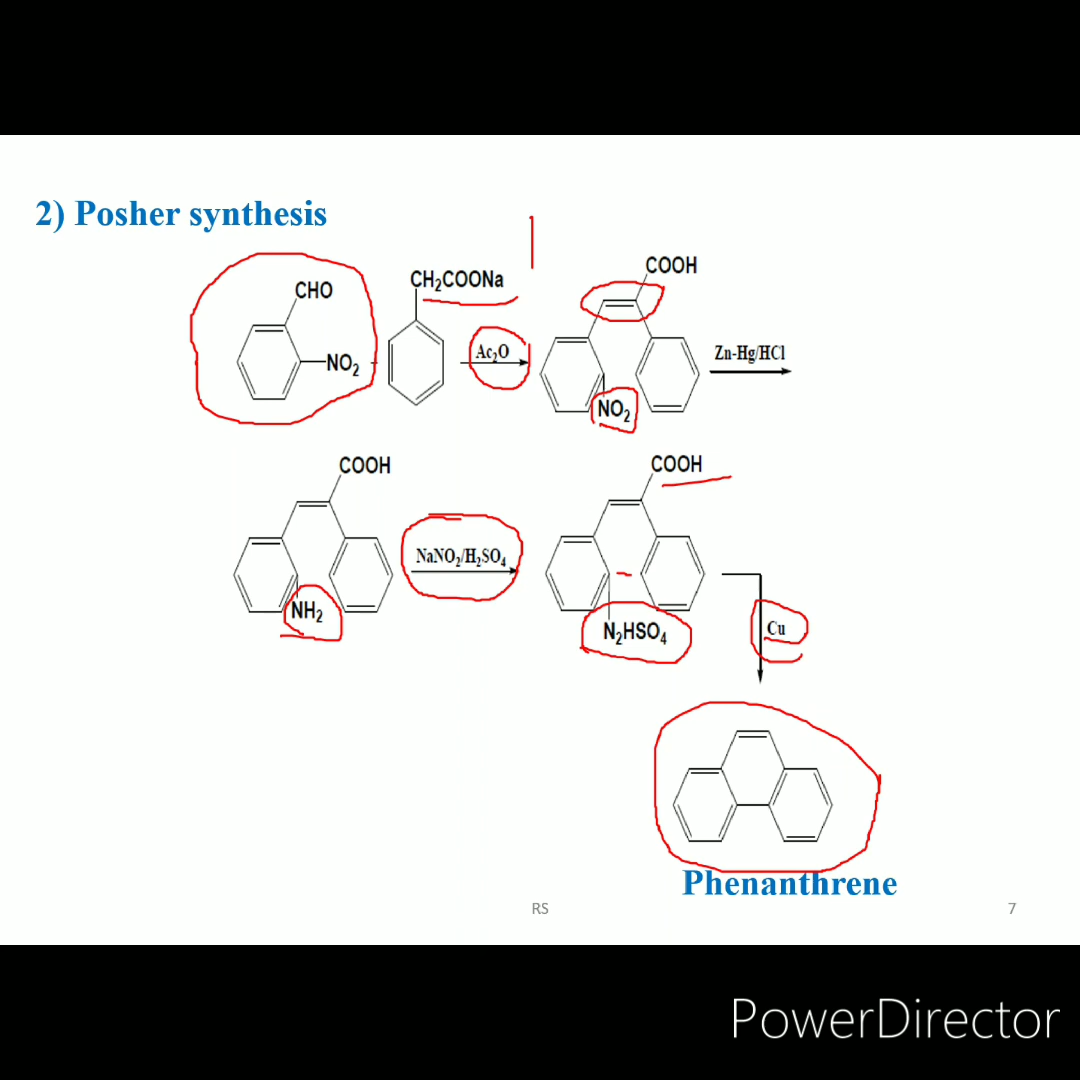 2) Posher synthesis
COOH
CH₂COONa
CHO
Ac₂O
Zn-Hg/HCl
NO₂
NO₂
COOH
COOH
NaNO₂/H₂SO₄
NH₂
N₂HSO₄
Cu
Phenanthrene
RS
7
PowerDirector